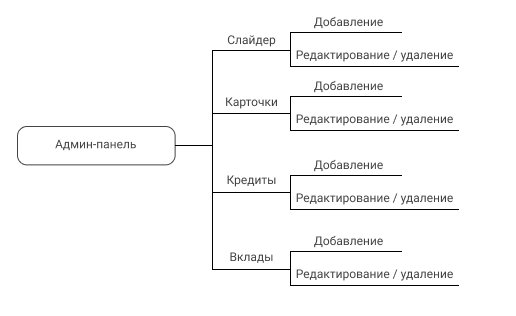 Админ-панель
Слайдер
Добавление
Редактирование / удаление
Карточки
Добавление
Редактирование / удаление
Кредиты
Добавление
Редактирование / удаление
Вклады
Добавление
Редактирование / удаление